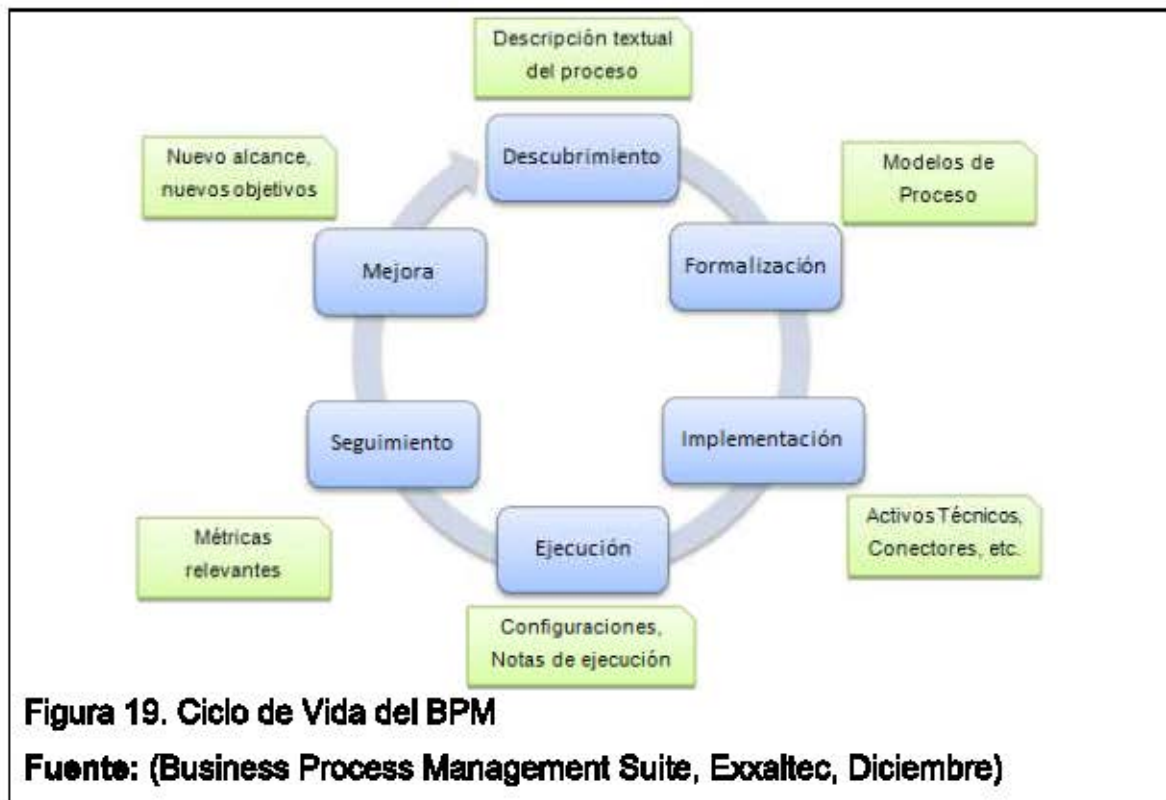 Descripción textual
del proceso
Descubrimiento
Nuevo alcance,
nuevos objetivos
Modelos de
Proceso
Mejora
Formalización
Seguimiento
Implementación
Métricas
relevantes
Ejecución
Activos Técnicos,
Conectores, etc.
Configuraciones,
Notas de ejecución
Figura 19. Ciclo de Vida del BPM
Fuente: (Business Process Management Suite, Exxaltec, Diciembre)